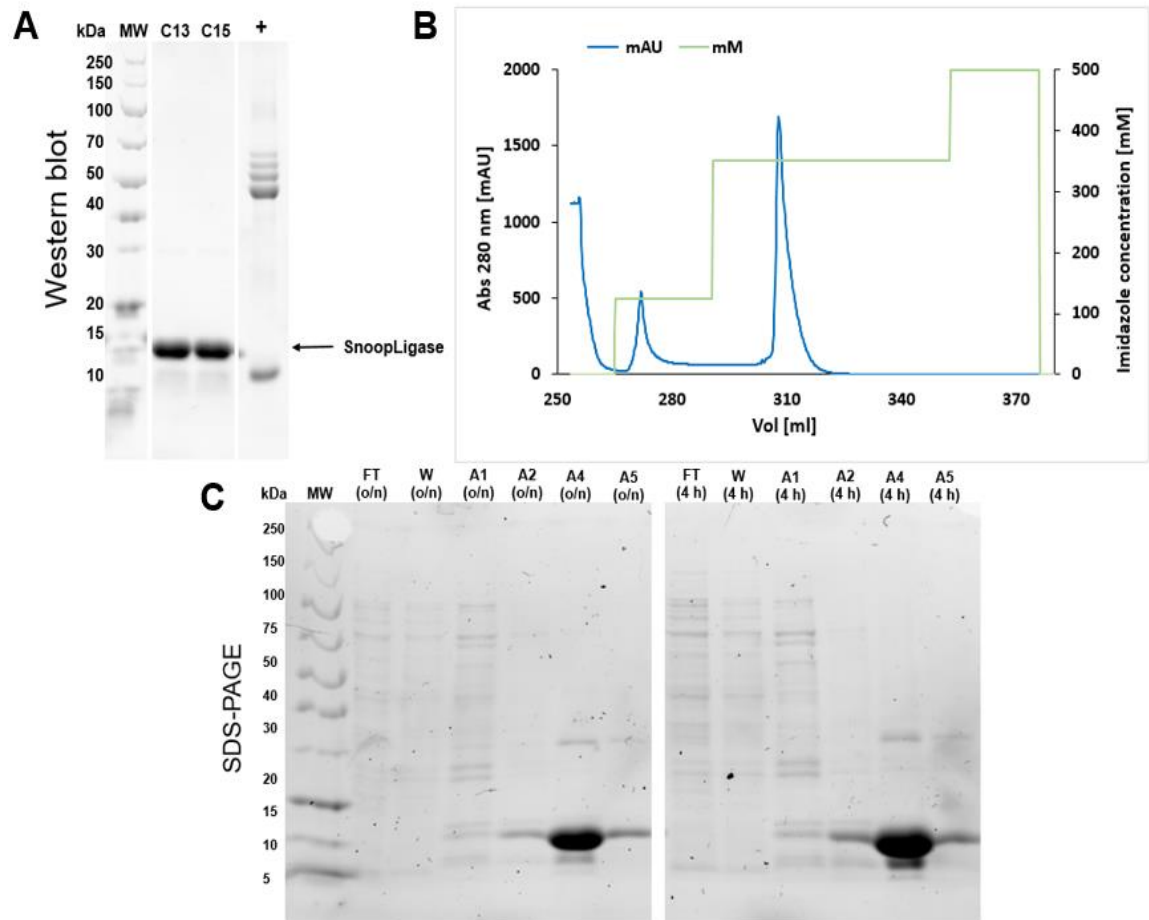 A
kDa MW C13 C15 +
250
150
100
70
50
40
30
20
15
10
Western blot
SnoopLigase
B
mAU mM
2000
1500
1000
500
0
Abs 280 nm [mAU]
500
400
300
200
100
0
Imidazole concentration [mM]
250 280 310 340 370
Vol [ml]
C
kDa MW
FT W A1 A2 A4 A5
(o/n) (o/n) (o/n) (o/n) (o/n) (o/n)
FT W A1 A2 A4 A5
(4 h) (4 h) (4 h) (4 h) (4 h) (4 h)
250
150
100
75
50
40
30
20
15
10
5
SDS-PAGE